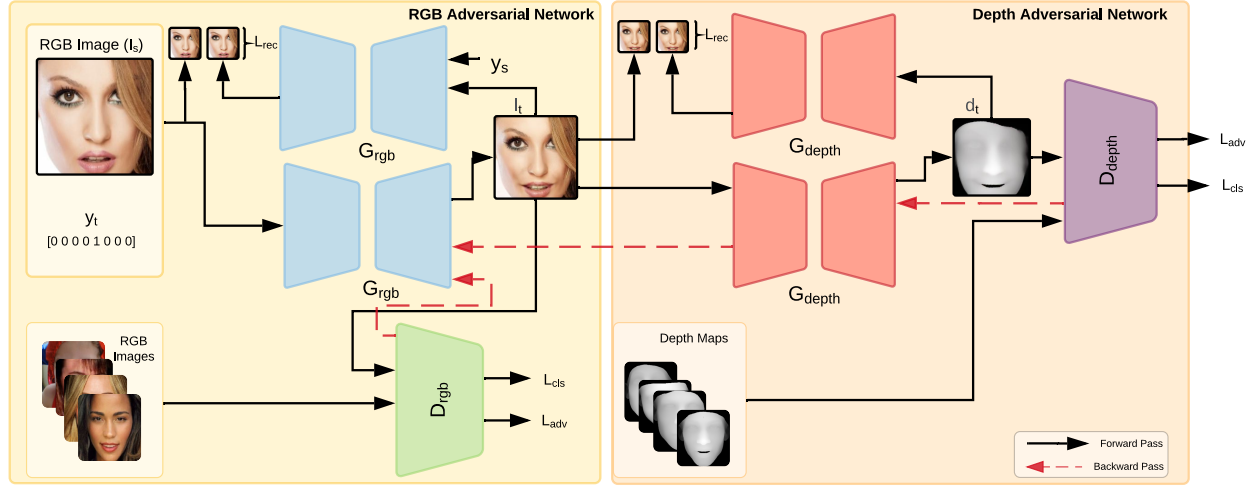 RGB Adversarial Network
RGB Image (Is)
Lrec
ys
It
Grgb
yt
[0 0 0 0 1 0 0 0]
Grgb
RGB
Images
Drgb
Lcls
Ladv
Depth Adversarial Network
Lrec
dt
Gdepth
Ddepth
Ladv
Lcls
Gdepth
Depth Maps
Forward Pass
Backward Pass